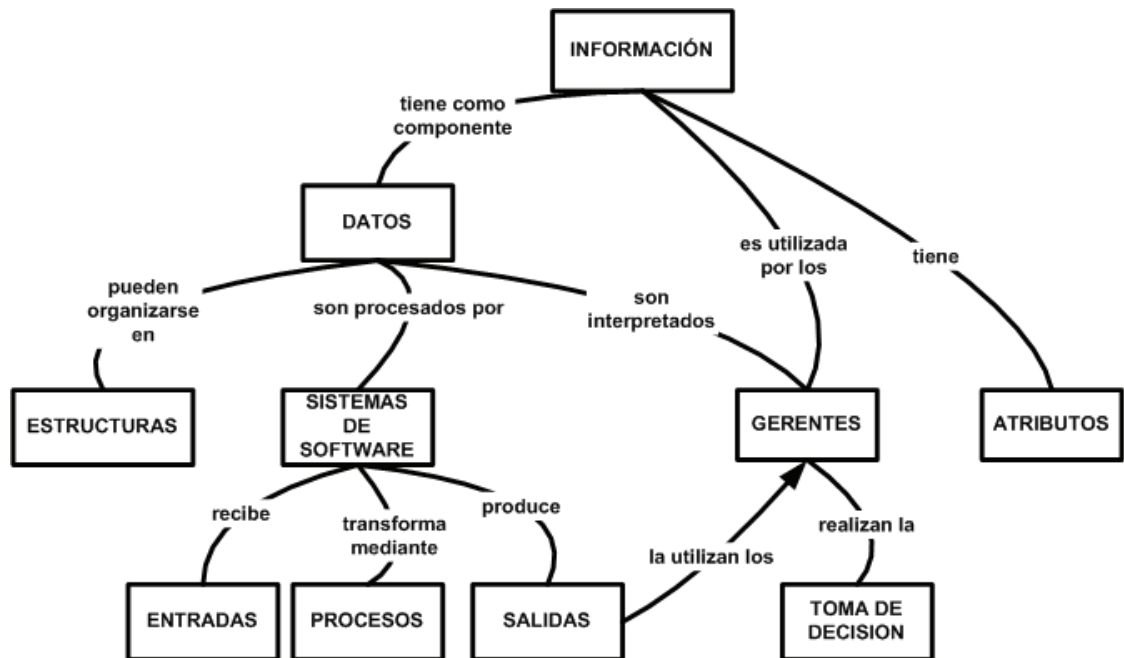 INFORMACIÓN
tiene como
componente
DATOS
es utilizada
por los
tiene
pueden
organizarse
en
son procesados por
son
interpretados
ESTRUCTURAS
SISTEMAS
DE
SOFTWARE
GERENTES
ATRIBUTOS
recibe
transforma
mediante
produce
la utilizan los
realizan la
ENTRADAS
PROCESOS
SALIDAS
TOMA DE
DECISION